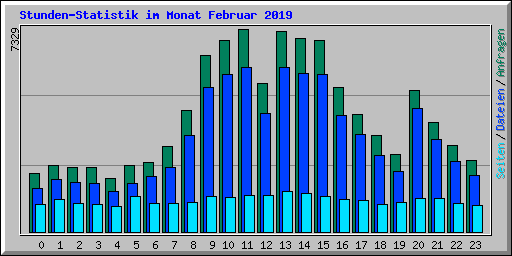 Stunden-Statistik im Monat Februar 2019
7329
Seiten/Dateien/Anfragen
0 1 2 3 4 5 6 7 8 9 10 11 12 13 14 15 16 17 18 19 20 21 22 23